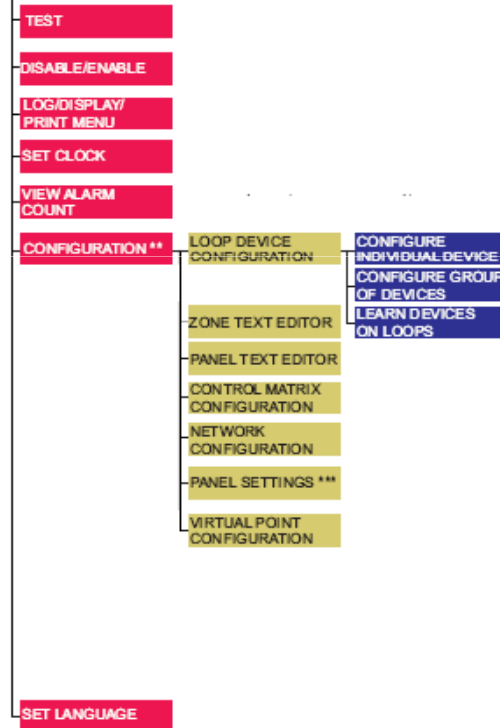 TEST
DISABLE/ENABLE
LOG/DISPLAY/
PRINT MENU
SET CLOCK
VIEW ALARM
COUNT
CONFIGURATION **
LOOP DEVICE
CONFIGURATION
CONFIGURE
INDIVIDUAL DEVICE
CONFIGURE GROUP
OF DEVICES
LEARN DEVICES
ON LOOPS
ZONE TEXT EDITOR
PANEL TEXT EDITOR
CONTROL MATRIX
CONFIGURATION
NETWORK
CONFIGURATION
PANEL SETTINGS ***
VIRTUAL POINT
CONFIGURATION
SET LANGUAGE